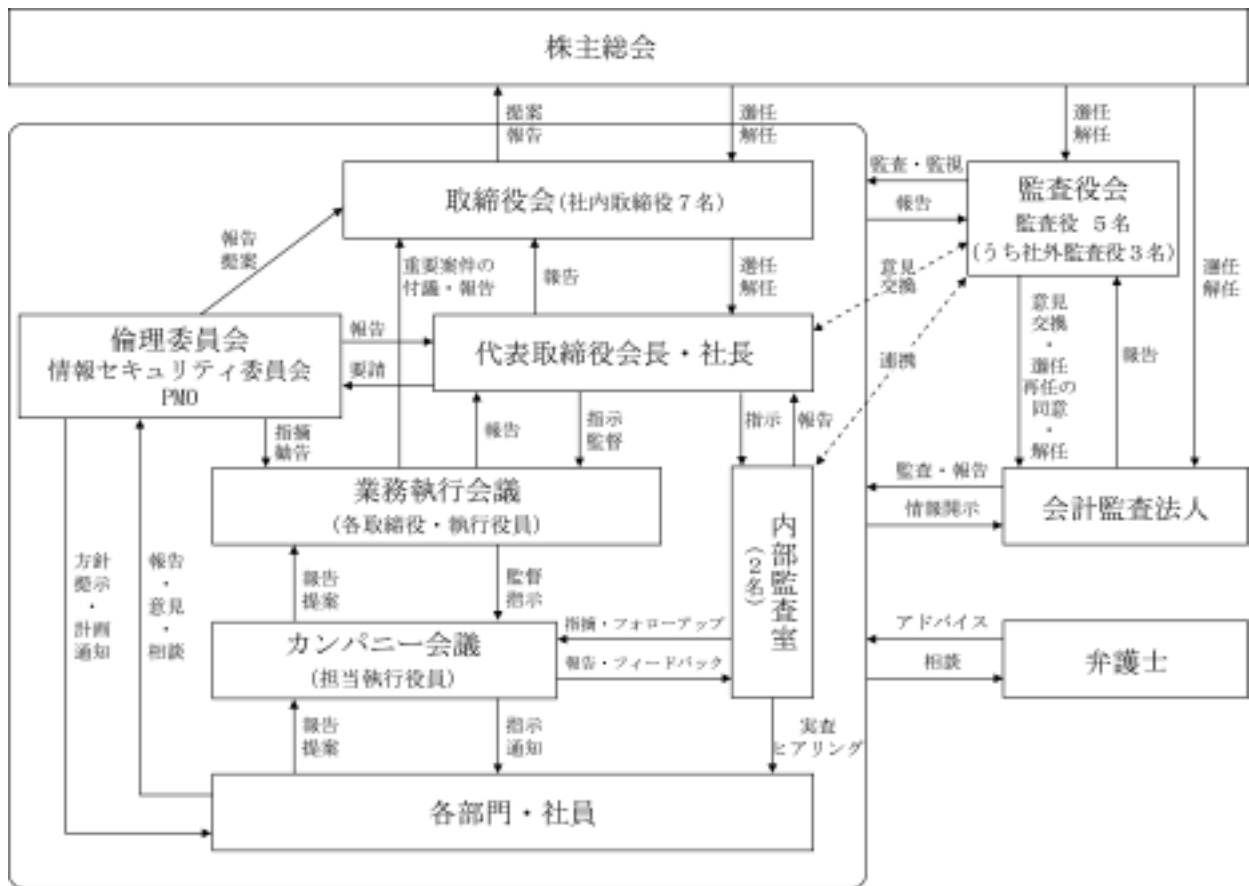 株主総会
提案
報告
選任
解任
選任
解任
取締役会(社内取締役7名)
監査・監視
報告
監査役会
監査役 5名
(うち社外監査役3名)
報告
提案
重要案件の
付議・報告
報告
選任
解任
意見
交換
選任
解任
倫理委員会
情報セキュリティ委員会
PMO
報告
要請
代表取締役会長・社長
連携
意見
交換
・
選任
再任の
同意
・
解任
報告
指摘
勧告
報告
指示
監督
指示
報告
業務執行会議
(各取締役・執行役員)
内部監査室
(2名)
監査・報告
情報開示
会計監査法人
方針
提示
・
計画
通知
報告
・
意見
・
相談
報告
提案
監督
指示
カンパニー会議
(担当執行役員)
指摘・フォローアップ
報告・フィードバック
アドバイス
相談
弁護士
報告
提案
指示
通知
実査
ヒアリング
各部門・社員